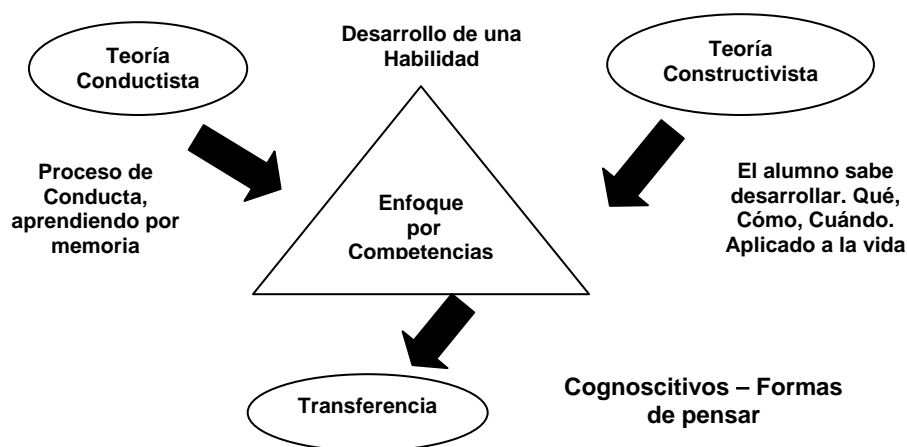 Teoría
Conductista
Desarrollo de una
Habilidad
Teoría
Constructivista
Proceso de
Conducta,
aprendiendo por
memoria
Enfoque
por
Competencias
El alumno sabe
desarrollar. Qué,
Cómo, Cuándo.
Aplicado a la vida
Transferencia
Cognoscitivos – Formas
de pensar